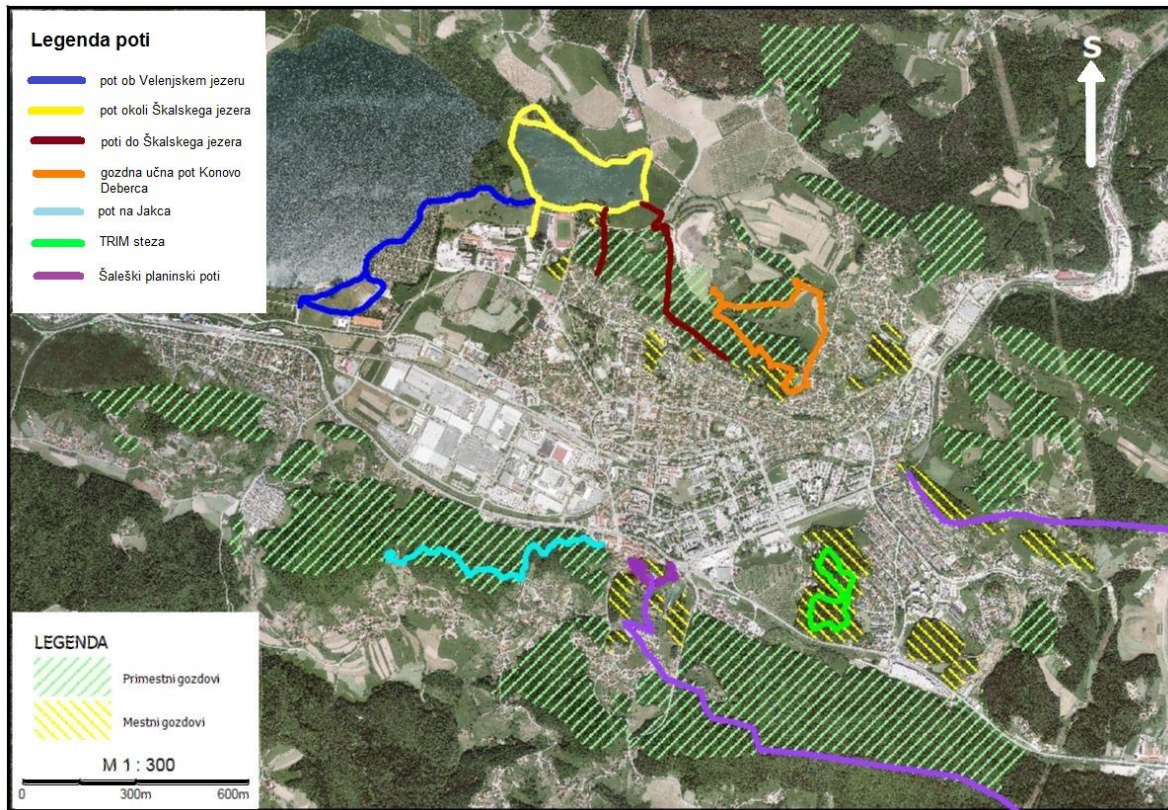 Legenda poti
pot ob Velenjskem jezeru
pot okoli Škalskega jezera
poti do Škalskega jezera
gozdna učna pot Konovo
Deberca
pot na Jakca
TRIM steza
Šaleški planinski poti
S
LEGENDA
Primestni gozdovi
Mestni gozdovi
M 1 : 300
0 300m 600m